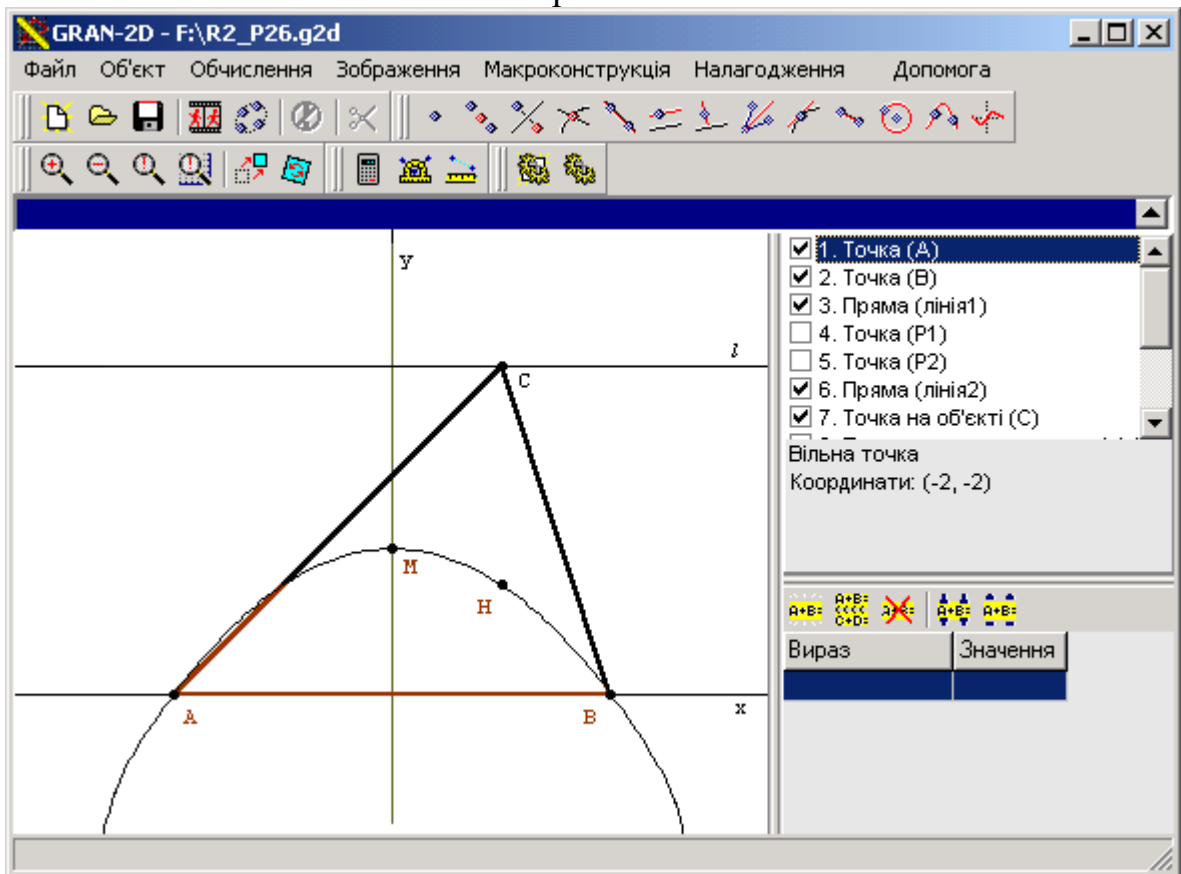 GRAN-2D - F:\R2_P26.g2d
Файл Об'єкт Обчислення Зображення Макроконструкція Налагодження Допомога
y
l
C
M
H
A
B
x
1. Точка (A)
2. Точка (B)
3. Пряма (лінія1)
4. Точка (P1)
5. Точка (P2)
6. Пряма (лінія2)
7. Точка на об'єкті (C)
Вільна точка
Координати: (-2, -2)
Вираз Значення